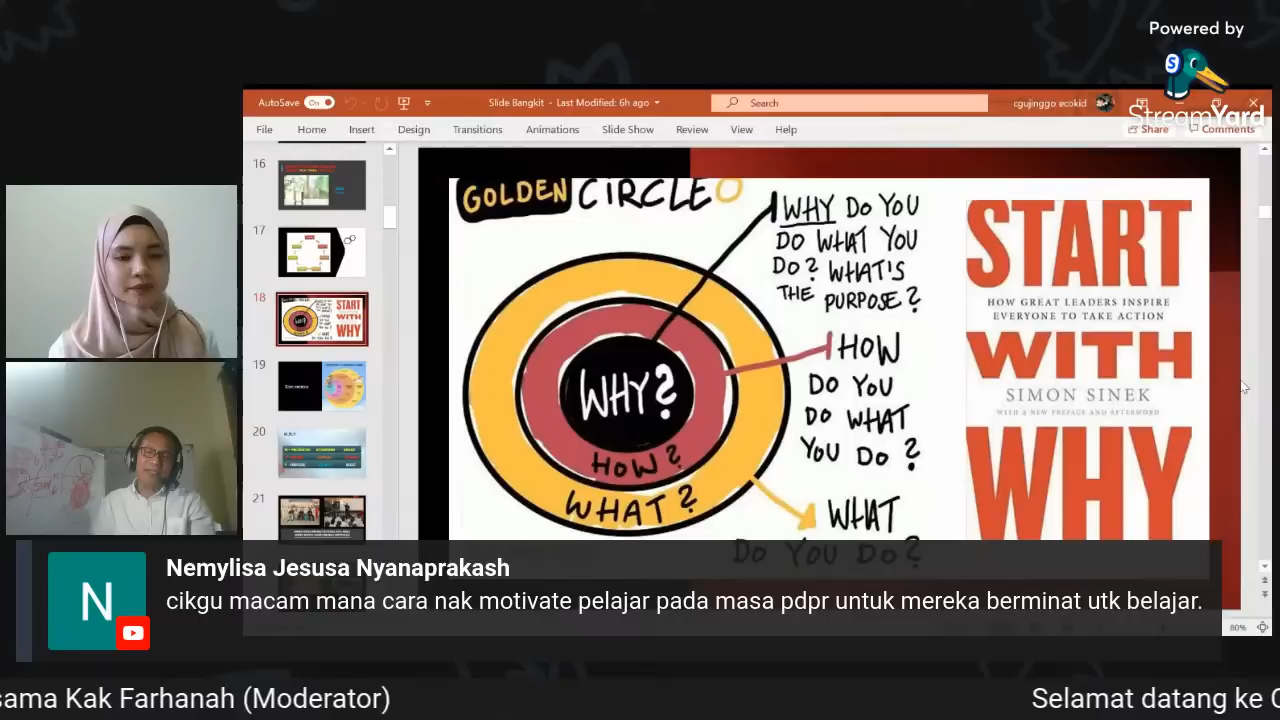 Powered by
StreamYard
AutoSave On
Slide Bangkit - Last Modified: 6h ago
Search
cgujinggo ecokid
File Home Insert Design Transitions Animations Slide Show Review View Help
Share Comments
16
17
18
19
20
21
GOLDEN CIRCLE
WHY DO YOU
DO WHAT YOU
DO? WHAT'S
THE PURPOSE?
HOW
DO YOU
DO WHAT
YOU DO?
WHAT
DO YOU DO?
WHY?
HOW?
WHAT?
START
HOW GREAT LEADERS INSPIRE
EVERYONE TO TAKE ACTION
WITH
SIMON SINEK
WITH A NEW PREFACE AND AFTERWORD
WHY
START
WITH
WHY
N
Nemylisa Jesusa Nyanaprakash
cikgu macam mana cara nak motivate pelajar pada masa pdpr untuk mereka berminat utk belajar.
80%
sama Kak Farhanah (Moderator)
Selamat datang ke